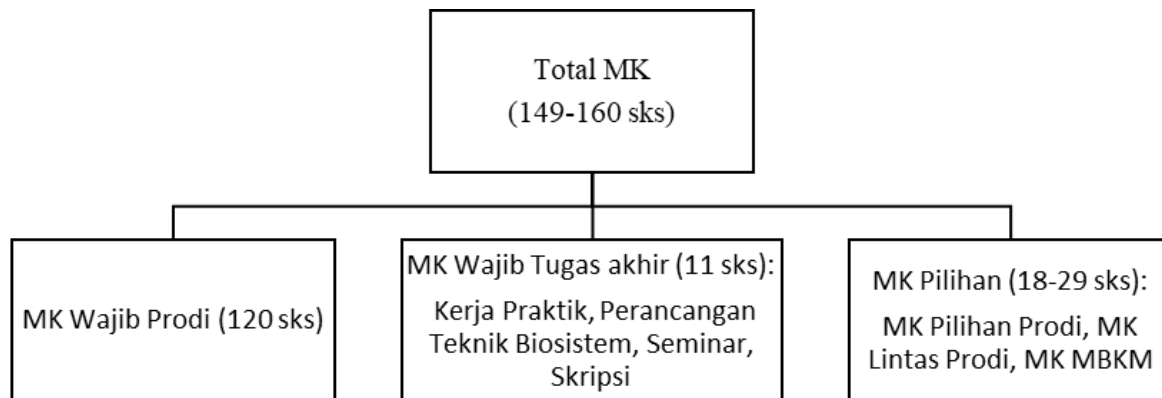 Total MK
(149-160 sks)
MK Wajib Prodi (120 sks)
MK Wajib Tugas akhir (11 sks):
Kerja Praktik, Perancangan
Teknik Biosistem, Seminar,
Skripsi
MK Pilihan (18-29 sks):
MK Pilihan Prodi, MK
Lintas Prodi, MK MBKM